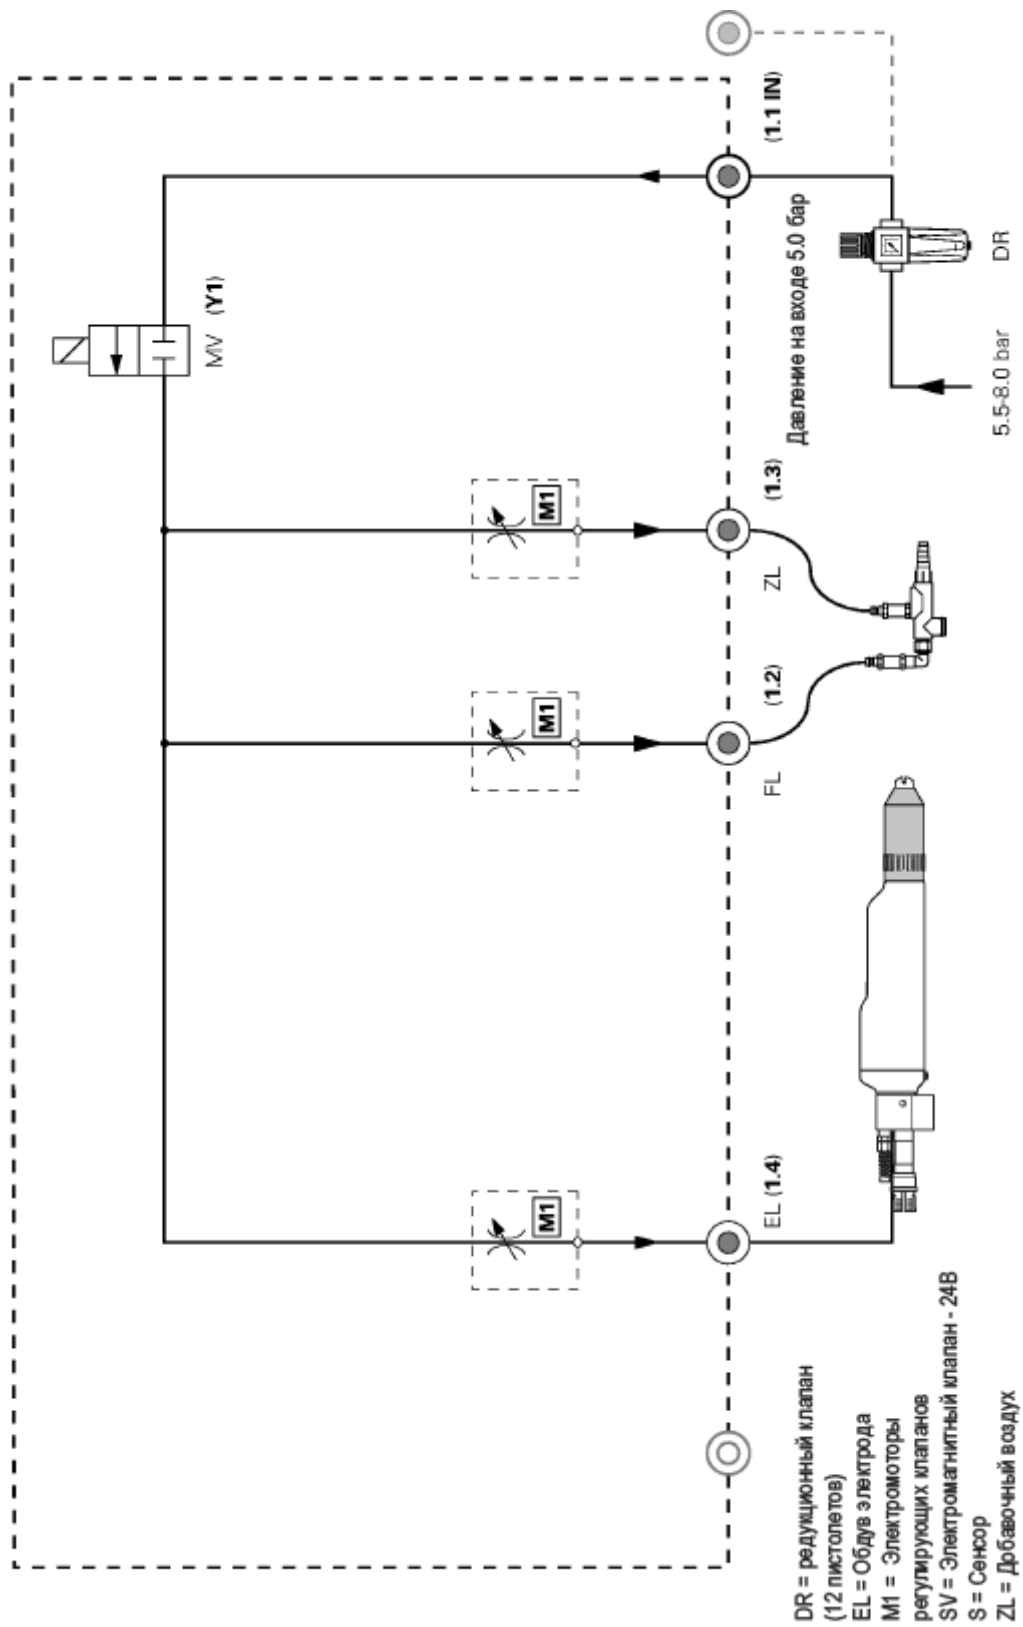 (1.1 IN)
MV (Y1)
Давление на входе 5.0 бар
DR
5.5-8.0 bar
M1
ZL (1.3)
M1
FL (1.2)
M1
EL (1.4)
DR = редукционный клапан
(12 пистолетов)
EL = Обдув электрода
M1 = Электромоторы
регулирующих клапанов
SV = Электромагнитный клапан - 24В
S = Сенсор
ZL = Добавочный воздух